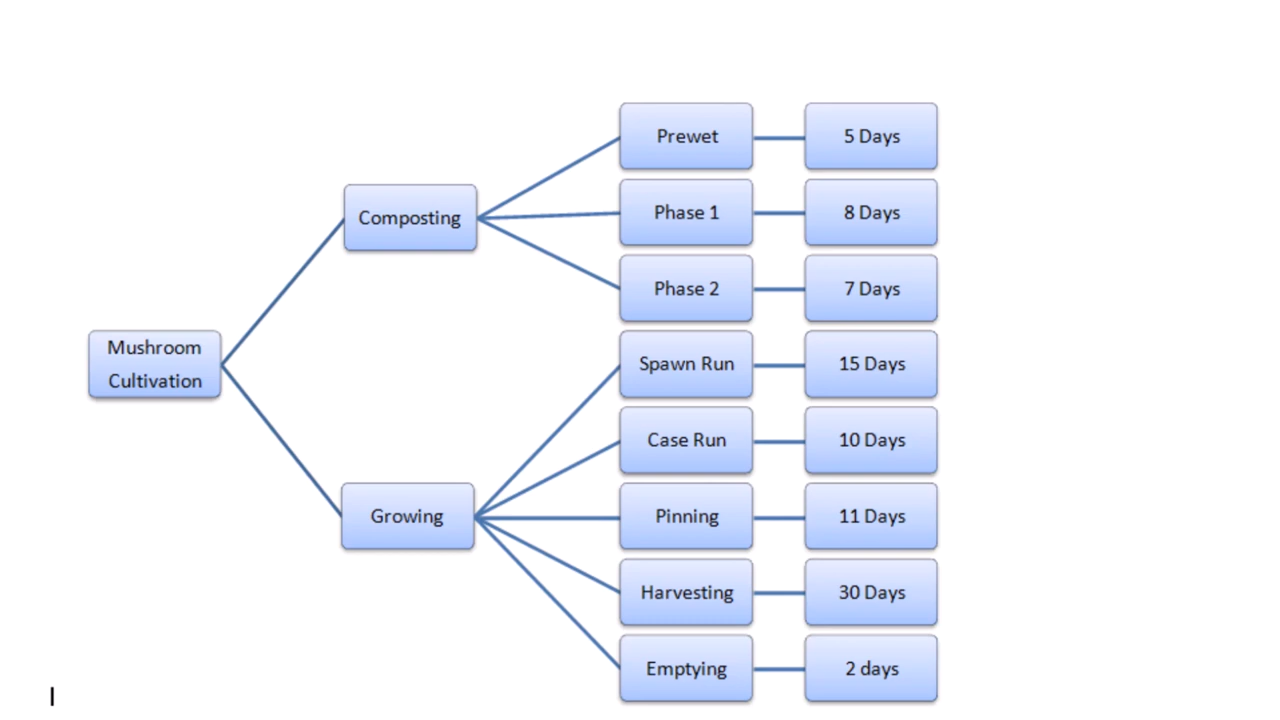 Mushroom
Cultivation
Composting
Prewet
5 Days
Phase 1
8 Days
Phase 2
7 Days
Growing
Spawn Run
15 Days
Case Run
10 Days
Pinning
11 Days
Harvesting
30 Days
Emptying
2 days